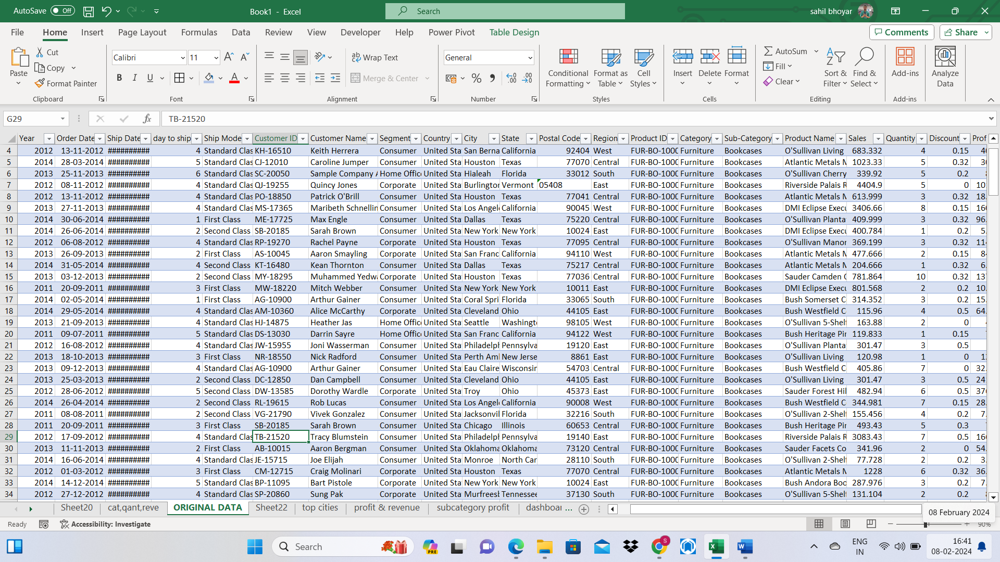 AutoSave Off Book1 - Excel Search sahil bhoyar
File Home Insert Page Layout Formulas Data Review View Developer Help Power Pivot Table Design Comments Share
Paste Cut Copy Format Painter Clipboard
Calibri 11 B I U A Font
Wrap Text Merge & Center Alignment
General % Number
Conditional Formatting Format as Table Cell Styles Styles
Insert Delete Format Cells
AutoSum Fill Clear Sort & Filter Find & Select Editing
Add-ins Add-ins
Analyze Data
G29 fx TB-21520
Year Order Date Ship Date day to ship Ship Mode Customer ID Customer Name Segment Country City State Postal Code Region Product ID Category Sub-Category Product Name Sales Quantity Discount Prof
4 2012 13-11-2012 ########## 4 Standard Clas KH-16510 Keith Herrera Consumer United Sta San Berna California 92404 West FUR-BO-1000 Furniture Bookcases O'Sullivan Living 683.332 4 0.15
5 2014 28-03-2014 ########## 5 Standard Clas CJ-12010 Caroline Jumper Consumer United Sta Houston Texas 77070 Central FUR-BO-1000 Furniture Bookcases Atlantic Metals M 1023.33 5 0.32
6 2013 25-11-2013 ########## 6 Standard Clas SC-20050 Sample Company A Home Offic United Sta Hialeah Florida 33012 South FUR-BO-1000 Furniture Bookcases O'Sullivan Cherry 339.92 5 0.2
7 2012 08-11-2012 ########## 4 Standard Clas QJ-19255 Quincy Jones Corporate United Sta Burlington Vermont 05408 East FUR-BO-1000 Furniture Bookcases Riverside Palais R 4404.9 5 0 10
8 2012 13-11-2012 ########## 4 Standard Clas PO-18850 Patrick O'Brill Consumer United Sta Houston Texas 77041 Central FUR-BO-1000 Furniture Bookcases Atlantic Metals M 613.999 3 0.32 18.
9 2013 27-11-2013 ########## 4 Standard Clas MS-17365 Maribeth Schnellin Consumer United Sta Los Angel California 90045 West FUR-BO-1000 Furniture Bookcases DMI Eclipse Execu 3406.66 8 0.15 16
10 2014 30-06-2014 ########## 1 First Class ME-17725 Max Engle Consumer United Sta Dallas Texas 75220 Central FUR-BO-1000 Furniture Bookcases O'Sullivan Planta 409.999 3 0.32 96.
11 2014 26-06-2014 ########## 2 Second Class SB-20185 Sarah Brown Consumer United Sta New York New York 10024 East FUR-BO-1000 Furniture Bookcases DMI Eclipse Execu 400.784 1 0.2 5.
12 2012 06-08-2012 ########## 4 Standard Clas RP-19270 Rachel Payne Corporate United Sta Houston Texas 77095 Central FUR-BO-1000 Furniture Bookcases O'Sullivan Manor 369.199 3 0.32 11
13 2013 26-09-2013 ########## 2 First Class AS-10045 Aaron Smayling Corporate United Sta San Franc California 94110 West FUR-BO-1000 Furniture Bookcases Atlantic Metals M 477.666 2 0.15 8
14 2014 31-05-2014 ########## 4 Second Class KT-16480 Kean Thornton Consumer United Sta Dallas Texas 75217 Central FUR-BO-1000 Furniture Bookcases Atlantic Metals M 204.666 1 0.32 6.
15 2013 03-12-2013 ########## 2 Second Class MY-18295 Muhammed Yedwa Corporate United Sta Houston Texas 77036 Central FUR-BO-1000 Furniture Bookcases Sauder Camden C 781.864 10 0.32 13
16 2011 20-09-2011 ########## 3 First Class MW-18220 Mitch Webber Consumer United Sta New York New York 10011 East FUR-BO-1000 Furniture Bookcases DMI Eclipse Execu 801.568 2 0.2 10.
17 2014 02-05-2014 ########## 1 First Class AG-10900 Arthur Gainer Consumer United Sta Coral Spri Florida 33065 South FUR-BO-1000 Furniture Bookcases Bush Somerset C 314.352 3 0.2 15.
18 2014 29-05-2014 ########## 4 Standard Clas AM-10360 Alice McCarthy Corporate United Sta Cleveland Ohio 44105 East FUR-BO-1000 Furniture Bookcases Bush Westfield C 115.96 4 0.5 64.
19 2013 21-09-2013 ########## 4 Standard Clas HJ-14875 Heather Jas Home Offic United Sta Seattle Washingt 98105 West FUR-BO-1000 Furniture Bookcases O'Sullivan 5-Shel 163.88 2 0
20 2011 09-07-2011 ########## 5 Standard Clas DS-13030 Darrin Sayre Home Offic United Sta San Franc California 94122 West FUR-BO-1000 Furniture Bookcases Bush Heritage Pin 119.833 1 0.15
21 2012 16-08-2012 ########## 4 Standard Clas JW-15955 Joni Wasserman Consumer United Sta Philadelph Pennsylva 19120 East FUR-BO-1000 Furniture Bookcases O'Sullivan Planta 301.47 3 0.5
22 2013 18-10-2013 ########## 3 First Class NR-18550 Nick Radford Consumer United Sta Perth Aml New Jerse 8861 East FUR-BO-1000 Furniture Bookcases O'Sullivan Living 120.98 1 0 1
23 2013 09-12-2013 ########## 4 Standard Clas AG-10900 Arthur Gainer Consumer United Sta Eau Claire Wisconsin 54703 Central FUR-BO-1000 Furniture Bookcases Bush Westfield C 405.86 7 0 32.
24 2013 25-03-2013 ########## 2 Second Class DC-12850 Dan Campbell Consumer United Sta Cleveland Ohio 44105 East FUR-BO-1000 Furniture Bookcases O'Sullivan Living 301.47 3 0.5 24
25 2012 28-06-2012 ########## 5 Second Class DW-13585 Dorothy Wardle Corporate United Sta Troy Ohio 45373 East FUR-BO-1000 Furniture Bookcases Sauder Forest Hil 482.94 6 0.5 37
26 2014 26-04-2014 ########## 2 Second Class RL-19615 Rob Lucas Consumer United Sta Los Angel California 90008 West FUR-BO-1000 Furniture Bookcases Bush Westfield C 344.981 7 0.15 28.
27 2011 08-08-2011 ########## 2 Second Class VG-21790 Vivek Gonzalez Consumer United Sta Jacksonvil Florida 32216 South FUR-BO-1000 Furniture Bookcases O'Sullivan 2-Shel 155.456 4 0.2 7.
28 2011 20-09-2011 ########## 3 First Class SB-20185 Sarah Brown Consumer United Sta Chicago Illinois 60653 Central FUR-BO-1000 Furniture Bookcases Bush Heritage Pin 493.43 5 0.3
29 2012 17-09-2012 ########## 4 Standard Clas TB-21520 Tracy Blumstein Consumer United Sta Philadelph Pennsylva 19140 East FUR-BO-1000 Furniture Bookcases Riverside Palais R 3083.43 7 0.5 16
30 2013 11-11-2013 ########## 2 First Class AB-10015 Aaron Bergman Consumer United Sta Oklahoma Oklahoma 73120 Central FUR-BO-1000 Furniture Bookcases Sauder Facets Co 341.96 2 0 54.
31 2014 16-06-2014 ########## 4 Standard Clas JE-15715 Joe Elijah Consumer United Sta Monroe North Car 28110 South FUR-BO-1000 Furniture Bookcases O'Sullivan 2-Shel 77.728 2 0.2 3.
32 2012 01-03-2012 ########## 3 First Class CM-12715 Craig Molinari Corporate United Sta Houston Texas 77070 Central FUR-BO-1000 Furniture Bookcases Atlantic Metals M 1228 6 0.32 36.
33 2014 14-12-2014 ########## 5 Standard Clas BP-11095 Bart Pistole Corporate United Sta New York New York 10024 East FUR-BO-1000 Furniture Bookcases Bush Andora Boo 287.976 3 0.2 7.
34 2012 27-12-2012 ########## 4 Standard Clas SP-20860 Sung Pak Corporate United Sta Murfreesb Tennessee 37130 South FUR-BO-1000 Furniture Bookcases O'Sullivan 5-Shel 131.104 2 0.2
Sheet20 cat,qant,reve ORIGINAL DATA Sheet22 top cities profit & revenue subcategory profit dashboar ...
08 February 2024
Ready Accessibility: Investigate 90%
Search PRE S ENG IN 16:41 08-02-2024